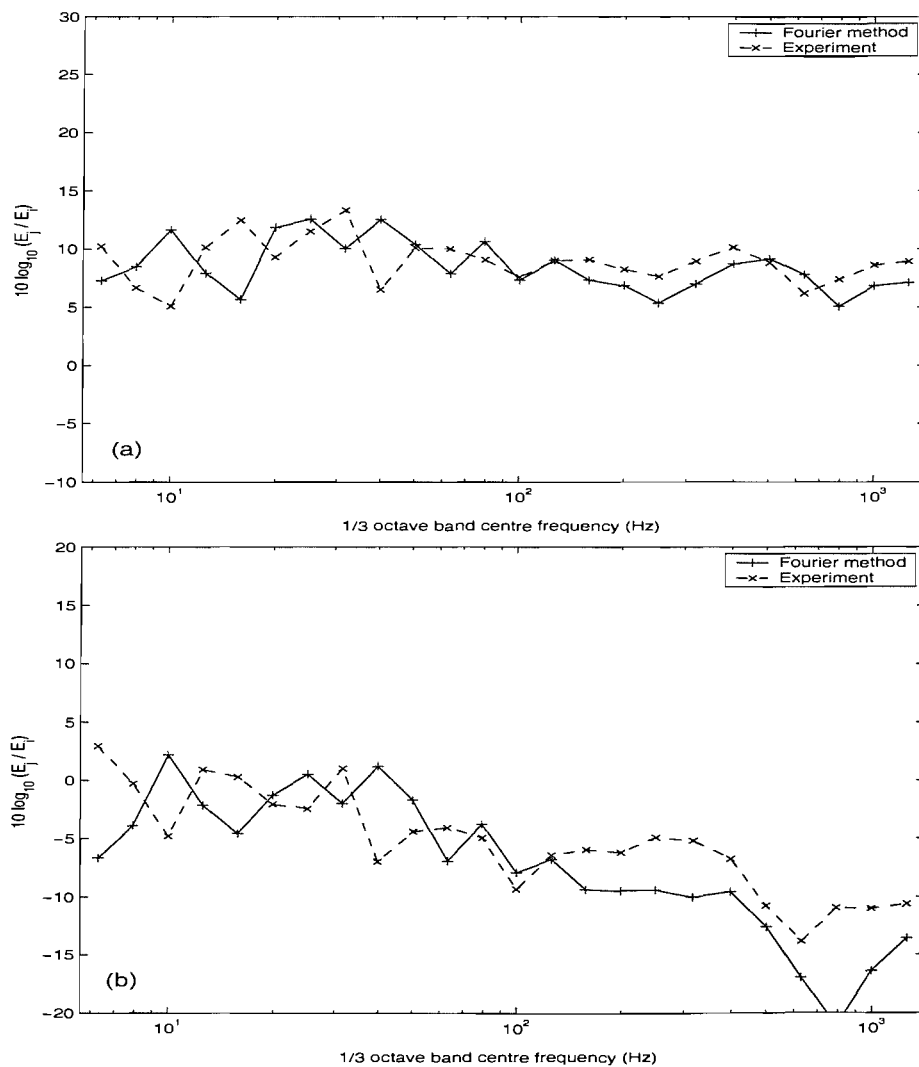 30
25
20
15
10
5
0
−5
−10
10 log10 (Ej / Ei)
Fourier method
Experiment
(a)
10^1
10^2
10^3
1/3 octave band centre frequency (Hz)
20
15
10
5
0
−5
−10
−15
−20
10 log10 (Ej / Ei)
Fourier method
Experiment
(b)
10^1
10^2
10^3
1/3 octave band centre frequency (Hz)